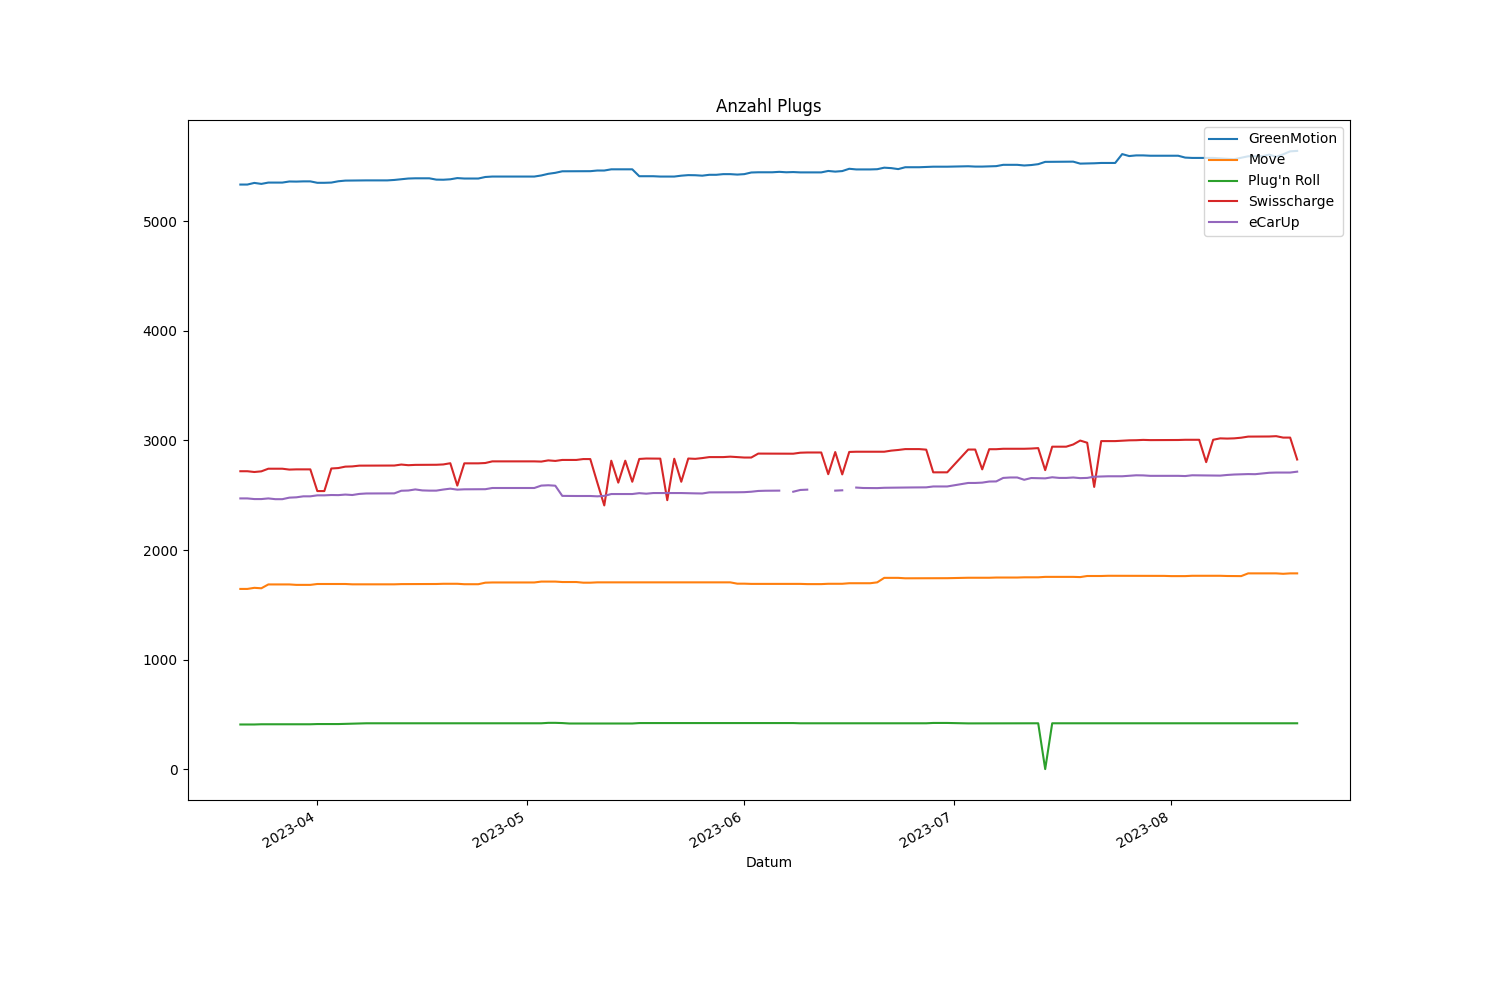 Anzahl Plugs
GreenMotion
Move
Plug'n Roll
Swisscharge
eCarUp
5000
4000
3000
2000
1000
0
2023-04
2023-05
2023-06
2023-07
2023-08
Datum